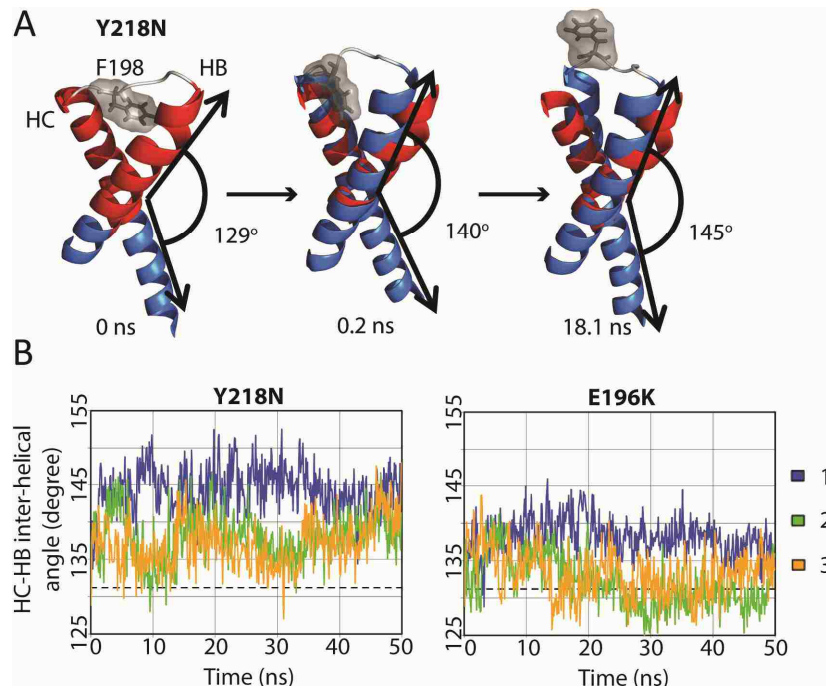 A
Y218N
F198
HB
HC
129°
140°
145°
0 ns
0.2 ns
18.1 ns
B
Y218N
E196K
HC-HB inter-helical
angle (degree)
155
145
135
125
0 10 20 30 40 50
Time (ns)
155
145
135
125
0 10 20 30 40 50
Time (ns)
1
2
3